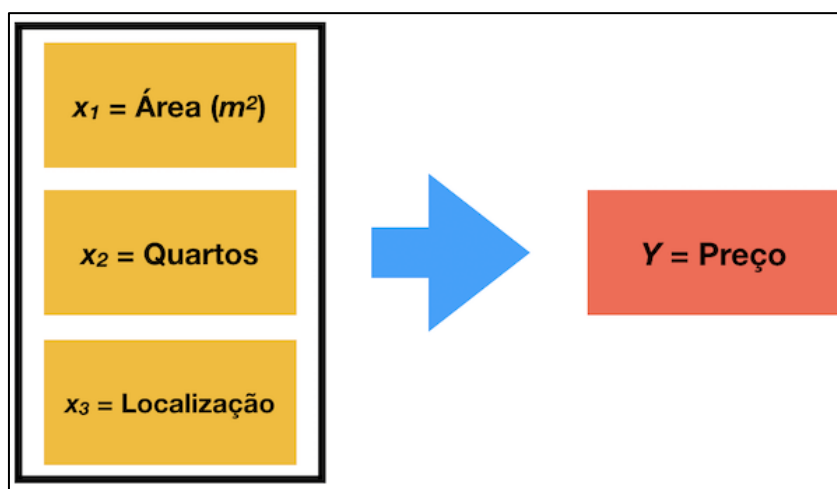 x₁ = Área (m²)
x₂ = Quartos
Y = Preço
x₃ = Localização